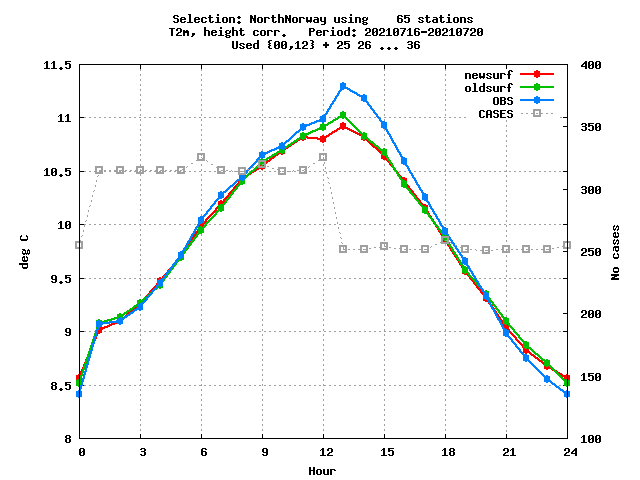 Selection: NorthNorway using    65 stations
T2m, height corr.   Period: 20210716-20210720
Used {00,12} + 25 26 ... 36
newsurf
oldsurf
OBS
CASES
deg C
11.5
11
10.5
10
9.5
9
8.5
8
400
350
300
250
200
150
100
No cases
0 3 6 9 12 15 18 21 24
Hour